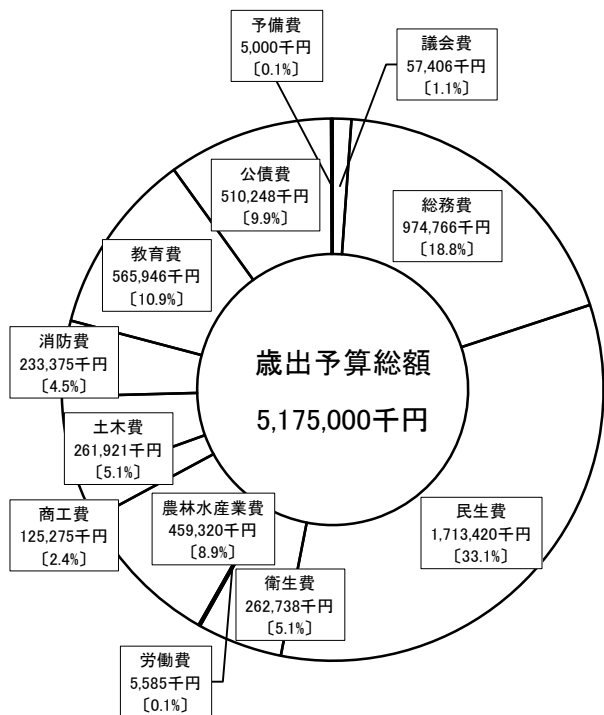 予備費
5,000千円
〔0.1%〕
議会費
57,406千円
〔1.1%〕
公債費
510,248千円
〔9.9%〕
総務費
974,766千円
〔18.8%〕
教育費
565,946千円
〔10.9%〕
消防費
233,375千円
〔4.5%〕
歳出予算総額
5,175,000千円
土木費
261,921千円
〔5.1%〕
商工費
125,275千円
〔2.4%〕
農林水産業費
459,320千円
〔8.9%〕
民生費
1,713,420千円
〔33.1%〕
衛生費
262,738千円
〔5.1%〕
労働費
5,585千円
〔0.1%〕